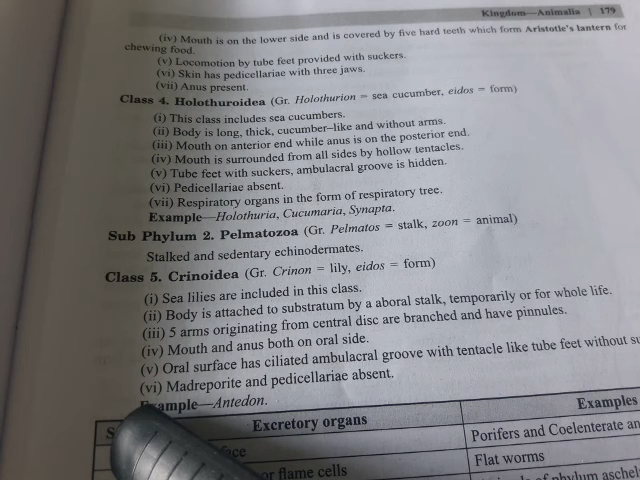 Kingdom—Animalia | 179
(iv) Mouth is on the lower side and is covered by five hard teeth which form Aristotle's lantern for
chewing food.
(v) Locomotion by tube feet provided with suckers.
(vi) Skin has pedicellariae with three jaws.
(vii) Anus present.
Class 4. Holothuroidea (Gr. Holothurion = sea cucumber, eidos = form)
(i) This class includes sea cucumbers.
(ii) Body is long, thick, cucumber–like and without arms.
(iii) Mouth on anterior end while anus is on the posterior end.
(iv) Mouth is surrounded from all sides by hollow tentacles.
(v) Tube feet with suckers, ambulacral groove is hidden.
(vi) Pedicellariae absent.
(vii) Respiratory organs in the form of respiratory tree.
Example—Holothuria, Cucumaria, Synapta.
Sub Phylum 2. Pelmatozoa (Gr. Pelmatos = stalk, zoon = animal)
Stalked and sedentary echinodermates.
Class 5. Crinoidea (Gr. Crinon = lily, eidos = form)
(i) Sea lilies are included in this class.
(ii) Body is attached to substratum by a aboral stalk, temporarily or for whole life.
(iii) 5 arms originating from central disc are branched and have pinnules.
(iv) Mouth and anus both on oral side.
(v) Oral surface has ciliated ambulacral groove with tentacle like tube feet without
(vi) Madreporite and pedicellariae absent.
Example—Antedon.
Excretory organs Examples
Porifers and Coelenterate
or flame cells Flat worms
of phylum